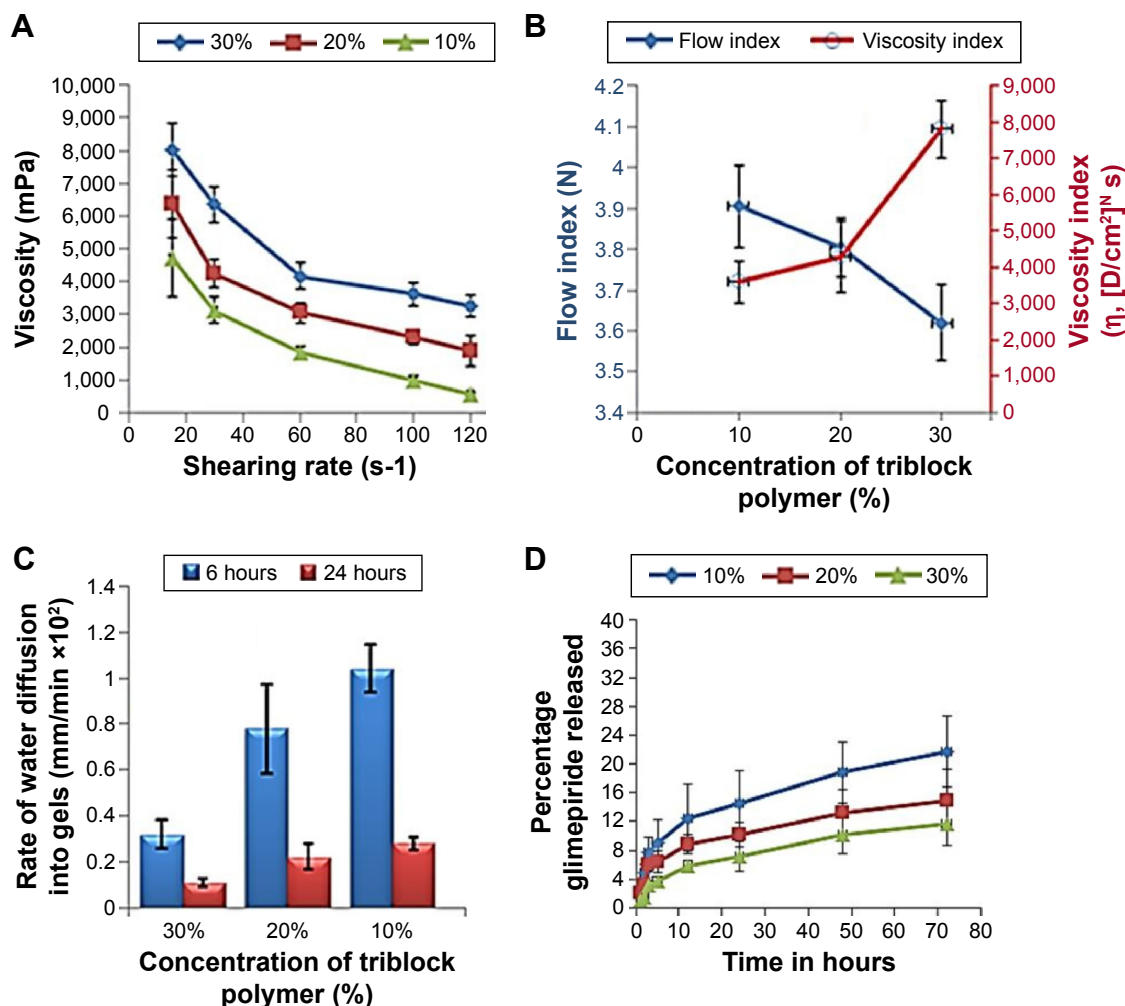 A
30% 20% 10%
10,000
9,000
8,000
7,000
6,000
5,000
4,000
3,000
2,000
1,000
0
Viscosity (mPa)
0 20 40 60 80 100 120
Shearing rate (s-1)
B
Flow index Viscosity index
4.2
4.1
4
3.9
3.8
3.7
3.6
3.5
3.4
Flow index (N)
9,000
8,000
7,000
6,000
5,000
4,000
3,000
2,000
1,000
0
Viscosity index
(η, [D/cm²]ᴺ s)
0 10 20 30
Concentration of triblock
polymer (%)
C
6 hours 24 hours
1.4
1.2
1
0.8
0.6
0.4
0.2
0
Rate of water diffusion
into gels (mm/min ×10²)
30% 20% 10%
Concentration of triblock
polymer (%)
D
10% 20% 30%
40
36
32
28
24
20
16
12
8
4
0
Percentage
glimepiride released
0 10 20 30 40 50 60 70 80
Time in hours